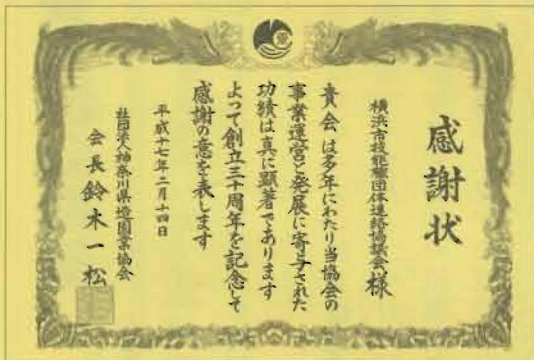 感謝状
横浜市技能職団体連絡協議会様
貴会は多年にわたり当協会の
事業運営と発展に寄与された
功績は真に顕著であります
よって創立三十周年を記念して
感謝の意を表します
平成十七年二月十四日
社団法人神奈川県造園業協会
会長鈴木一松